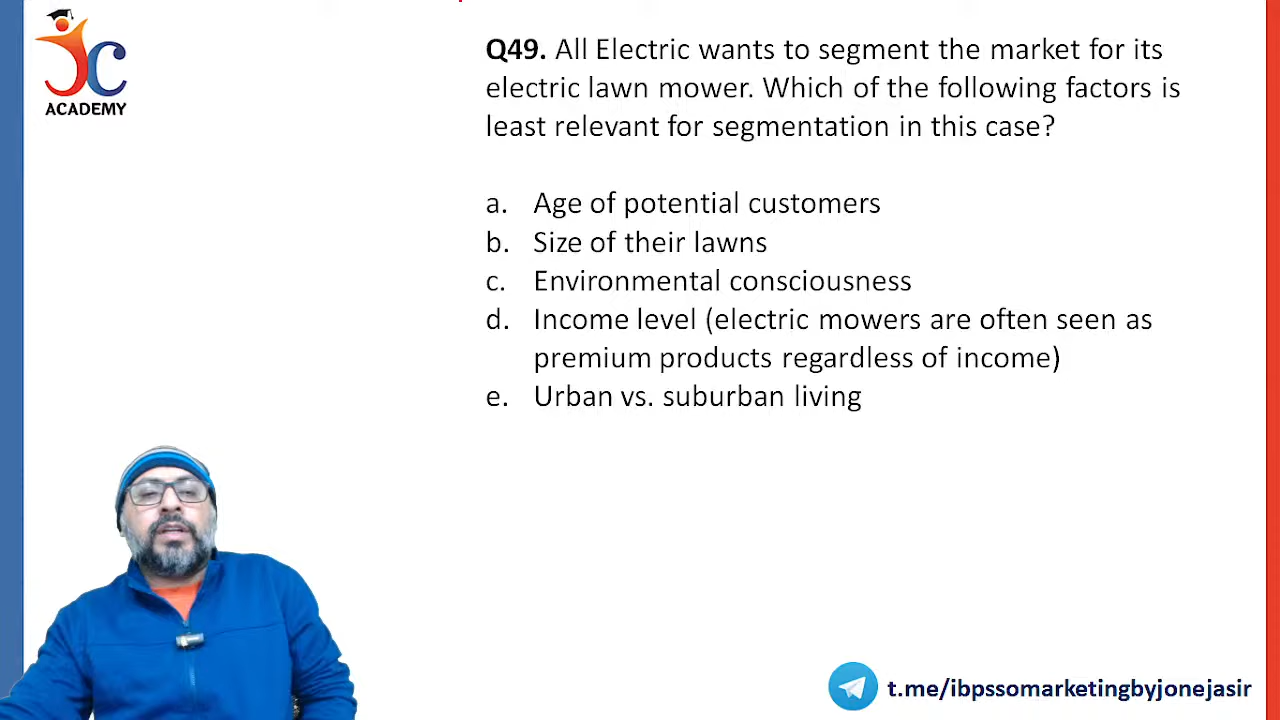 JC
ACADEMY
Q49. All Electric wants to segment the market for its
electric lawn mower. Which of the following factors is
least relevant for segmentation in this case?
a. Age of potential customers
b. Size of their lawns
c. Environmental consciousness
d. Income level (electric mowers are often seen as
premium products regardless of income)
e. Urban vs. suburban living
t.me/ibpssomarketingbyjonejasir